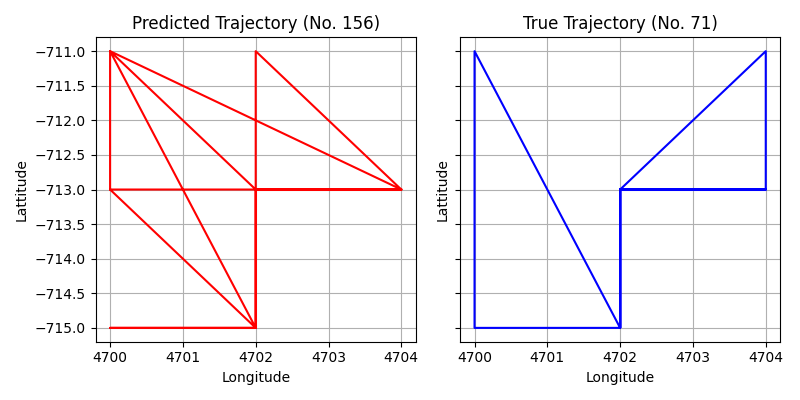 Predicted Trajectory (No. 156)
True Trajectory (No. 71)
−711.0
−711.5
−712.0
−712.5
−713.0
−713.5
−714.0
−714.5
−715.0
Lattitude
Lattitude
4700 4701 4702 4703 4704
4700 4701 4702 4703 4704
Longitude
Longitude